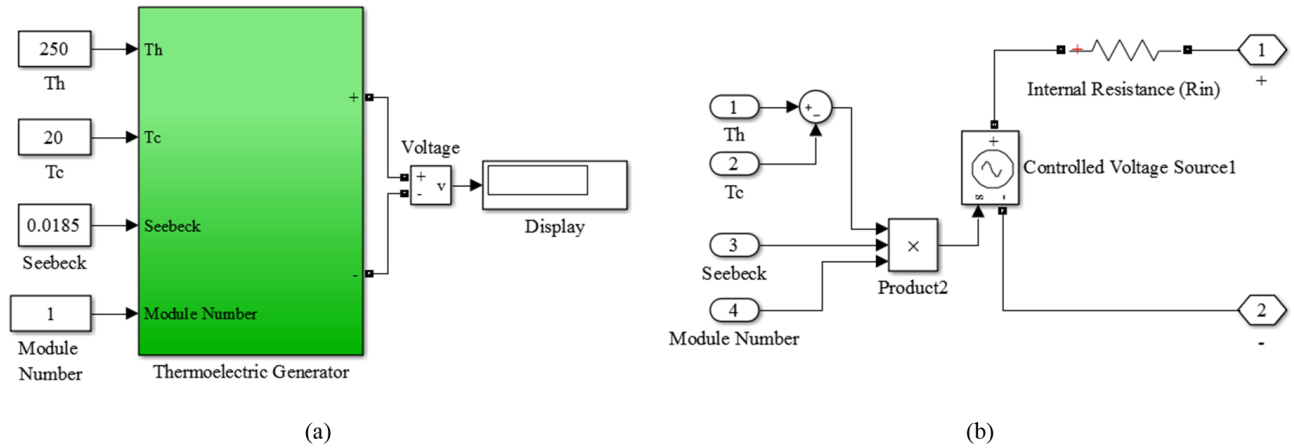 250
Th
20
Tc
0.0185
Seebeck
1
Module
Number
Th
Tc
Seebeck
Module Number
+
-
Thermoelectric Generator
Voltage
+
-
v
Display
(a)
1
Th
2
Tc
3
Seebeck
4
Module Number
+
-
×
Product2
+
s
-
Controlled Voltage Source1
+
Internal Resistance (Rin)
1
+
2
-
(b)